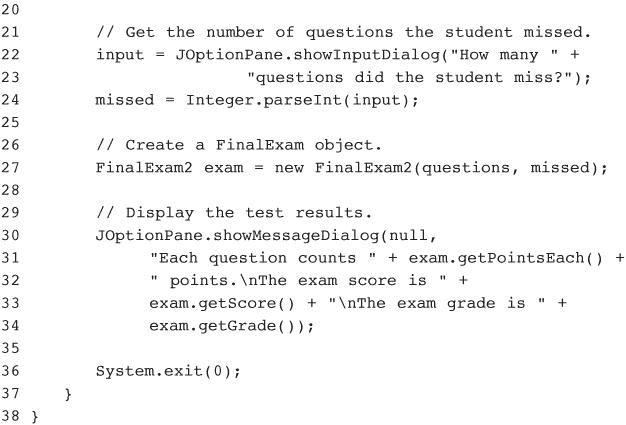 20
21 // Get the number of questions the student missed.
22 input = JOptionPane.showInputDialog("How many " +
23 "questions did the student miss?");
24 missed = Integer.parseInt(input);
25
26 // Create a FinalExam object.
27 FinalExam2 exam = new FinalExam2(questions, missed);
28
29 // Display the test results.
30 JOptionPane.showMessageDialog(null,
31 "Each question counts " + exam.getPointsEach() +
32 " points.\nThe exam score is " +
33 exam.getScore() + "\nThe exam grade is " +
34 exam.getGrade());
35
36 System.exit(0);
37 }
38 }